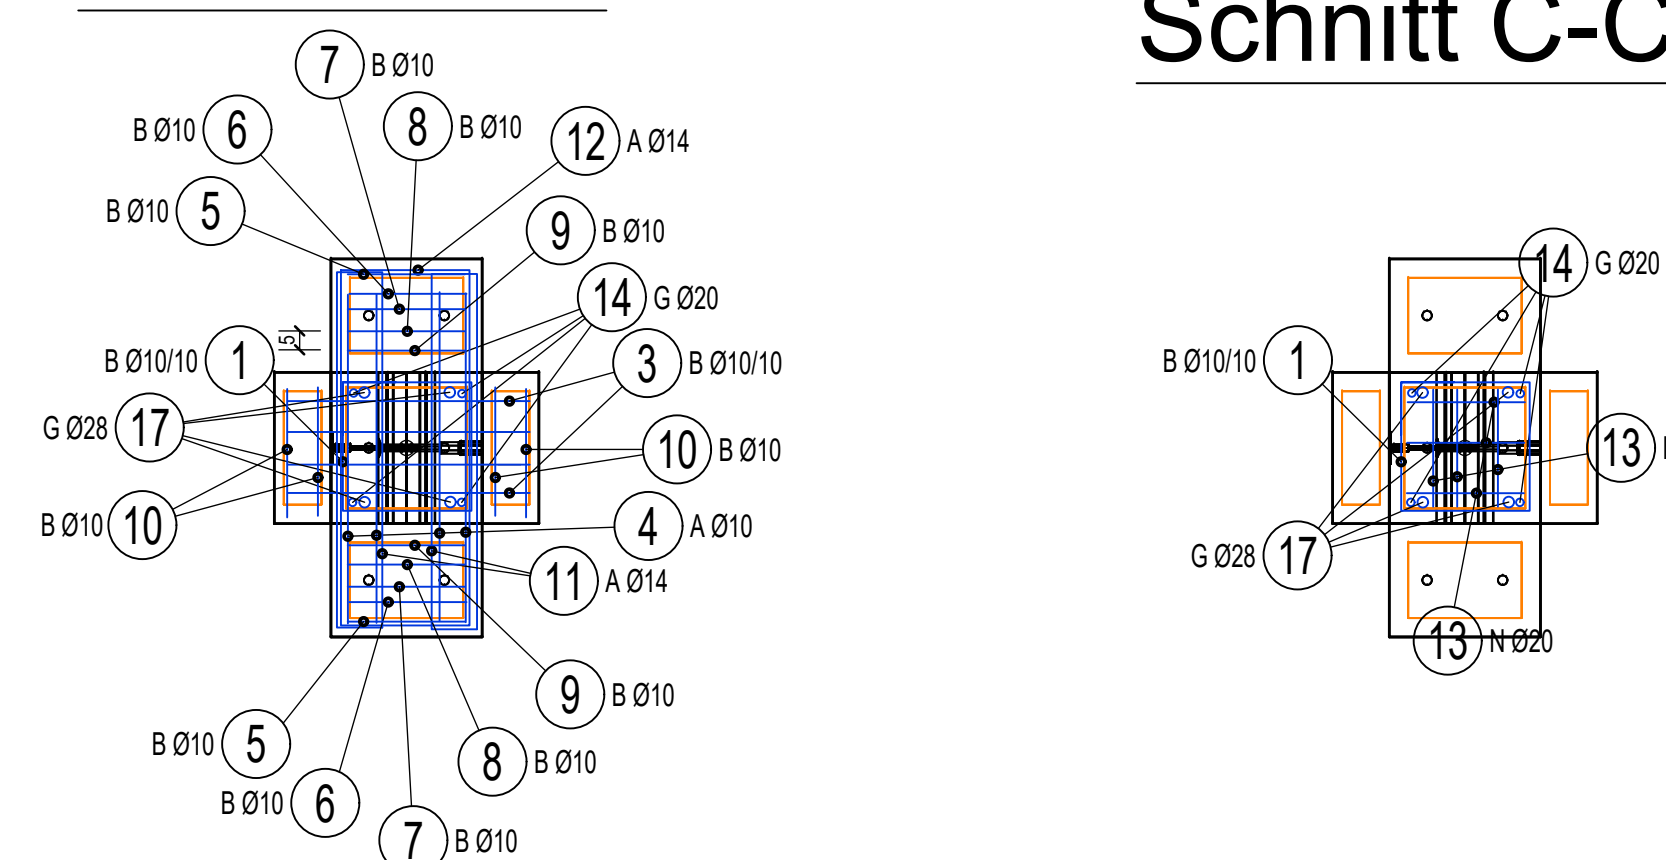 Schnitt C-C
7 B Ø10
B Ø10 6
8 B Ø10
12 A Ø14
B Ø10 5
9 B Ø10
14 G Ø20
5
B Ø10/10 1
3 B Ø10/10
G Ø28 17
10 B Ø10
B Ø10 10
4 A Ø10
11 A Ø14
9 B Ø10
B Ø10 5
8 B Ø10
B Ø10 6
7 B Ø10
14 G Ø20
B Ø10/10 1
13
G Ø28 17
13 N Ø20